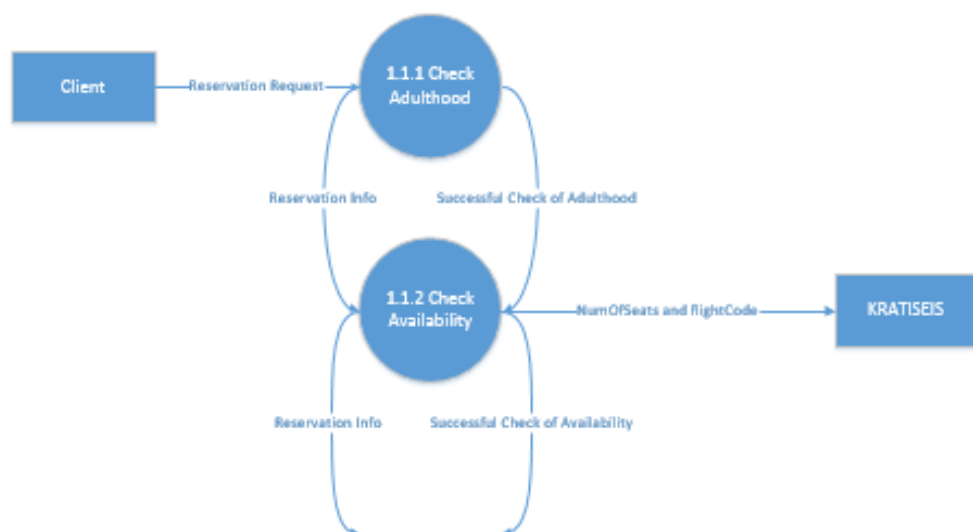 Client
Reservation Request
1.1.1 Check
Adulthood
Reservation Info
Successful Check of Adulthood
1.1.2 Check
Availability
NumOfSeats and flightCode
KRATISEIS
Reservation Info
Successful Check of Availability